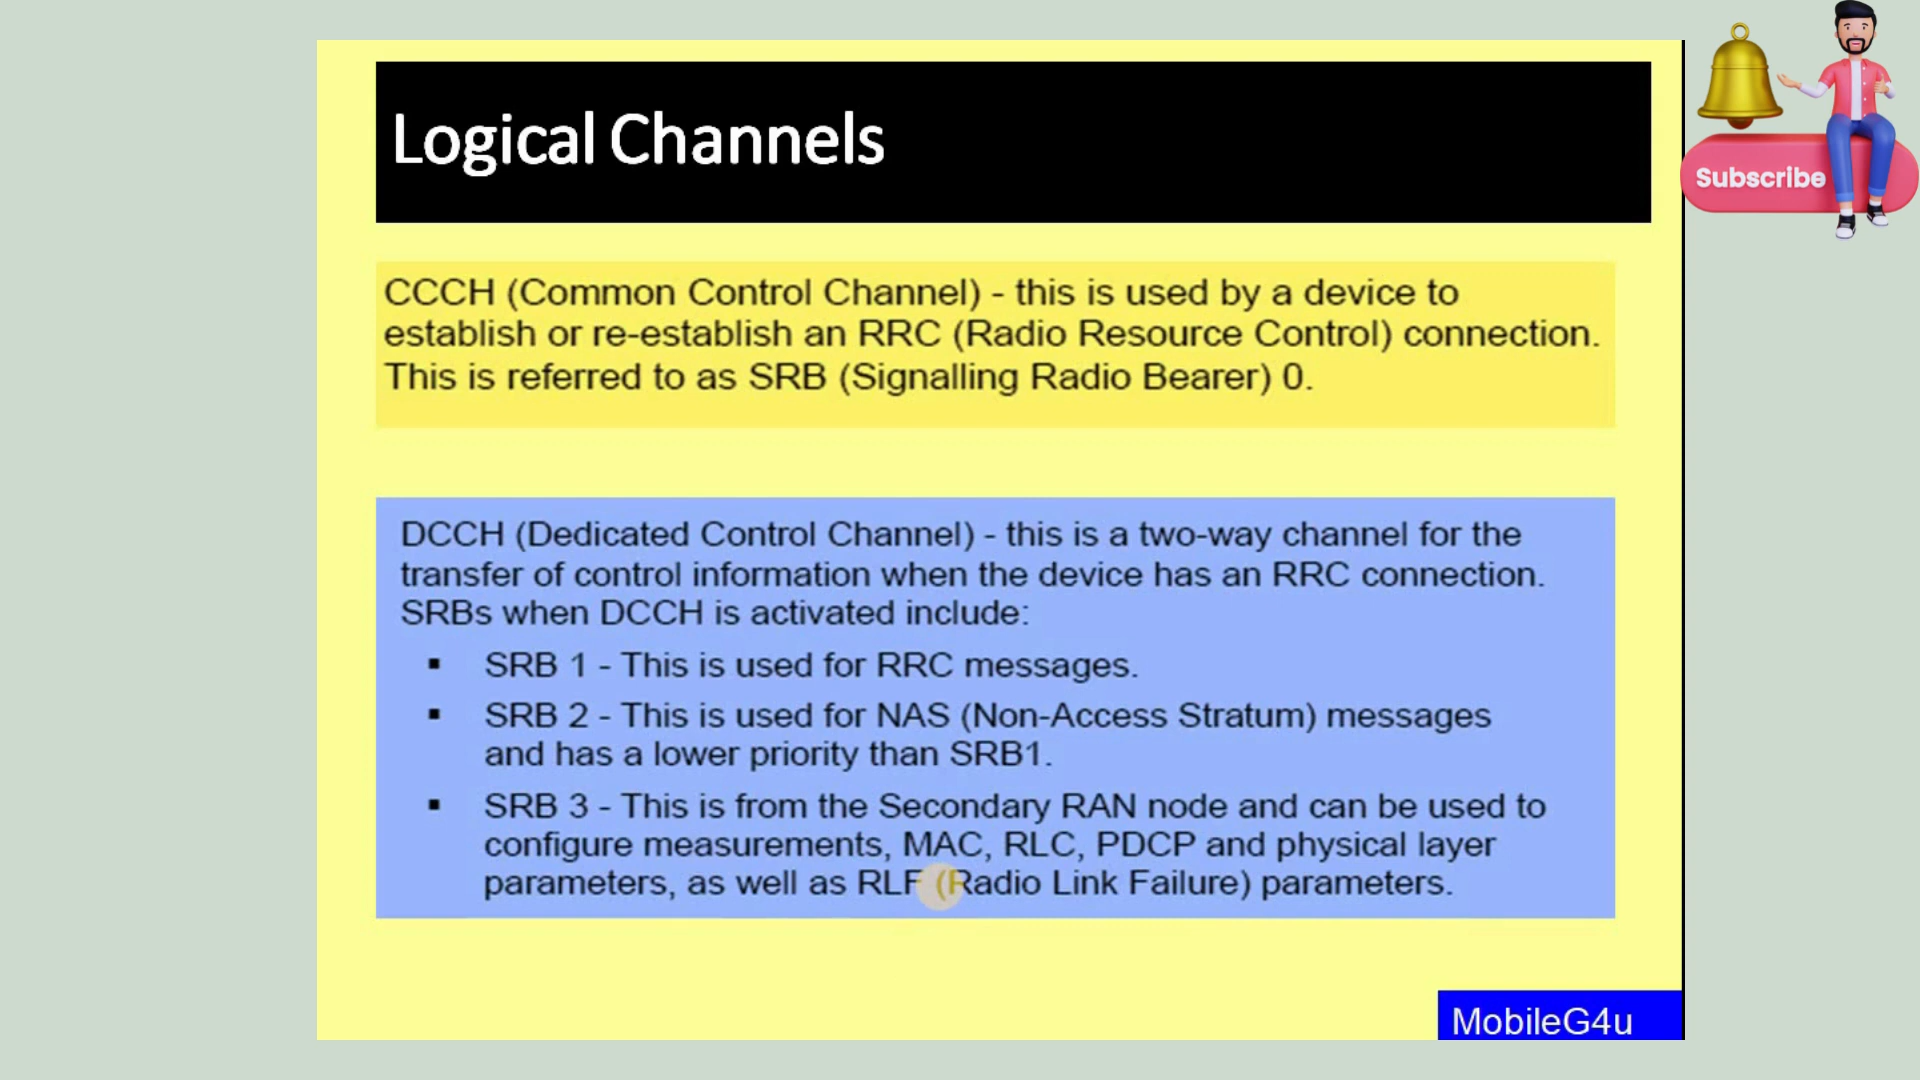 Logical Channels
Subscribe
CCCH (Common Control Channel) - this is used by a device to
establish or re-establish an RRC (Radio Resource Control) connection.
This is referred to as SRB (Signalling Radio Bearer) 0.
DCCH (Dedicated Control Channel) - this is a two-way channel for the
transfer of control information when the device has an RRC connection.
SRBs when DCCH is activated include:
▪ SRB 1 - This is used for RRC messages.
▪ SRB 2 - This is used for NAS (Non-Access Stratum) messages
and has a lower priority than SRB1.
▪ SRB 3 - This is from the Secondary RAN node and can be used to
configure measurements, MAC, RLC, PDCP and physical layer
parameters, as well as RLF (Radio Link Failure) parameters.
MobileG4u